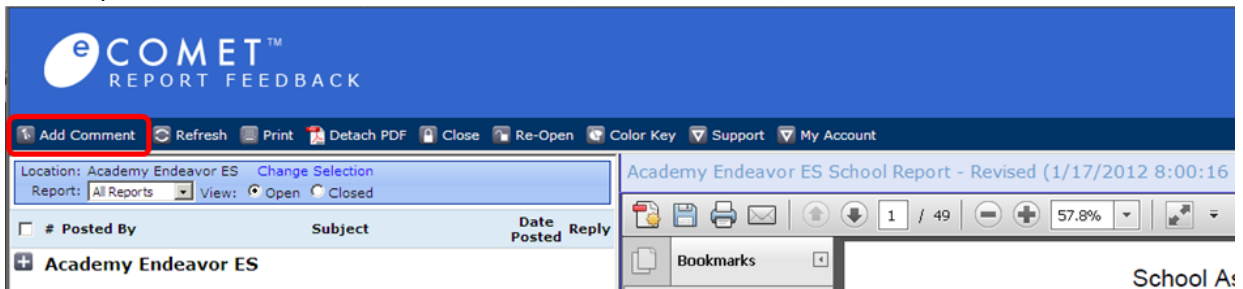 eCOMET™
REPORT FEEDBACK
Add Comment Refresh Print Detach PDF Close Re-Open Color Key Support My Account
Location: Academy Endeavor ES Change Selection
Report: All Reports View: Open Closed
# Posted By Subject Date Posted Reply
Academy Endeavor ES
Academy Endeavor ES School Report - Revised (1/17/2012 8:00:16
1 / 49 57.8%
Bookmarks
School As